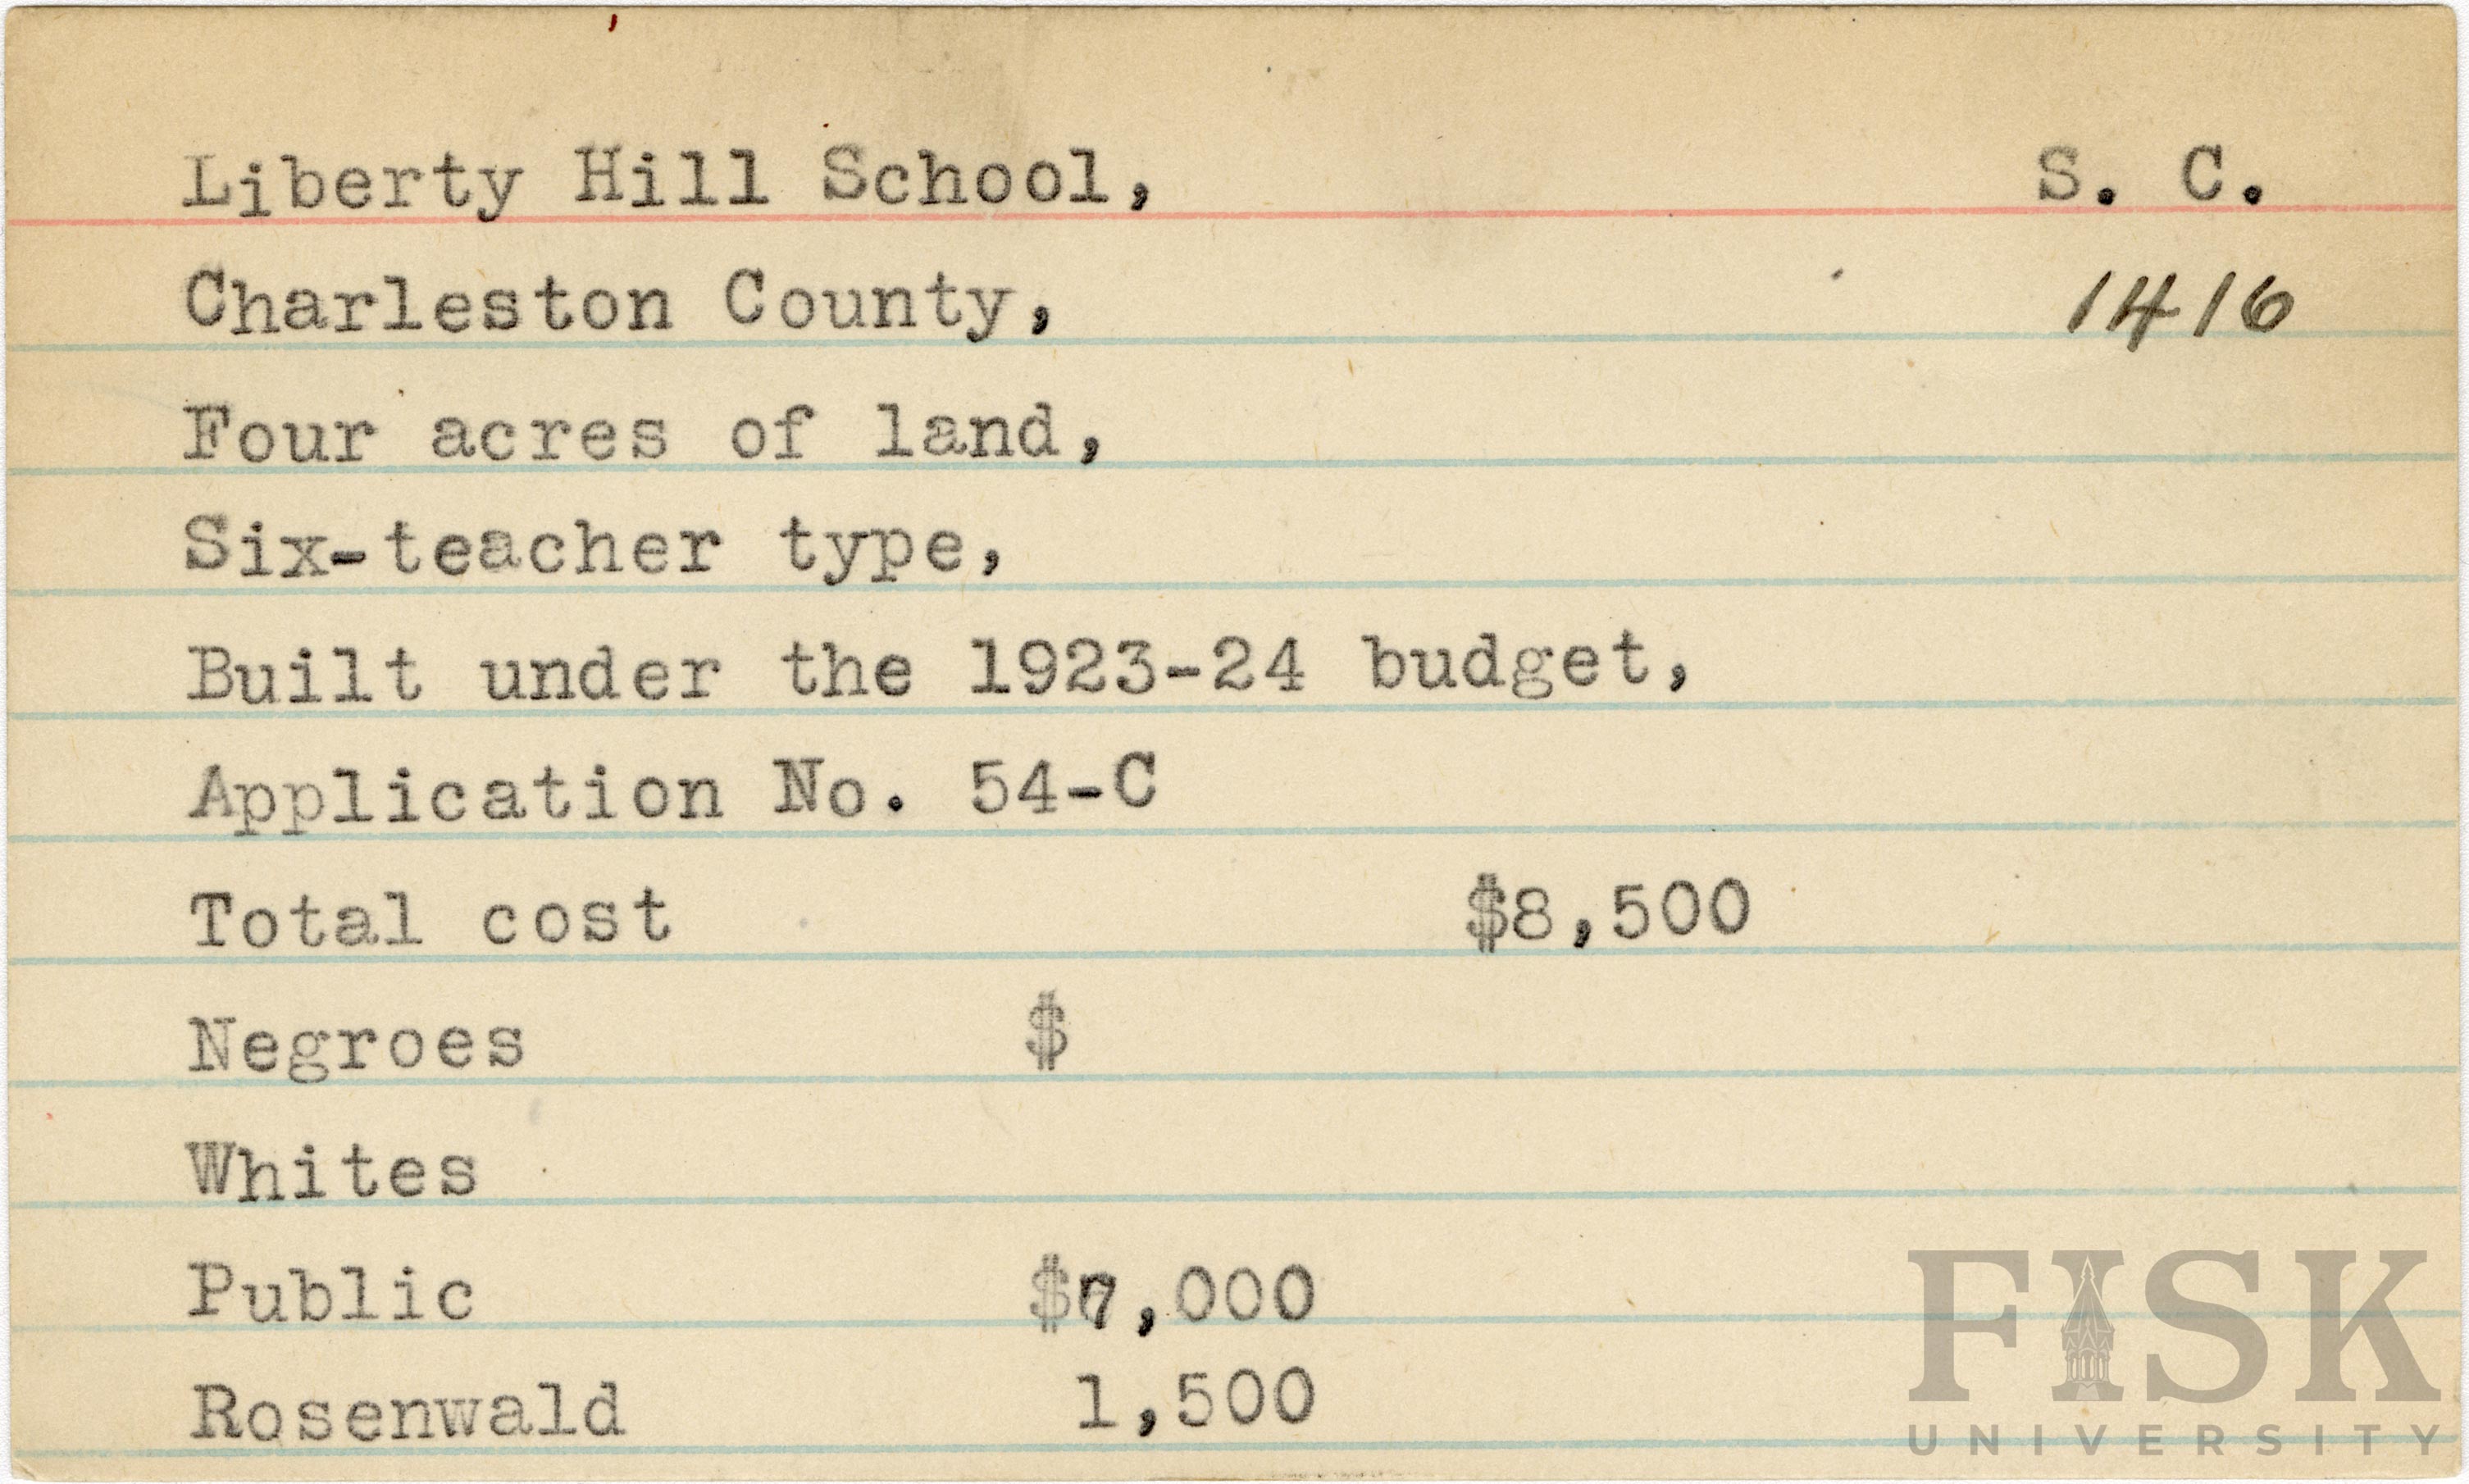 Liberty Hill School, S. C.
Charleston County, 1416
Four acres of land,
Six-teacher type,
Built under the 1923-24 budget,
Application No. 54-C
Total cost $8,500
Negroes $
Whites
Public $7,000
Rosenwald 1,500
FISK
UNIVERSITY